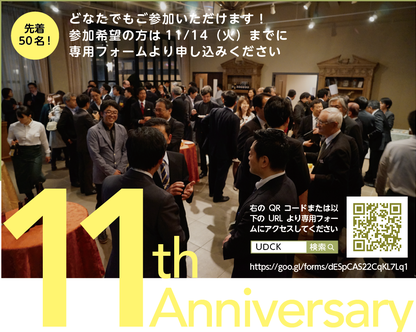 先着
50名！
どなたでもご参加いただけます！
参加希望の方は11/14（火）までに
専用フォームより申し込みください
右の QR コードまたは以
下の URL より専用フォー
ムにアクセスしてください
UDCK 検索
https://goo.gl/forms/dESpCAS22CqKL7Lq1
11th
Anniversary